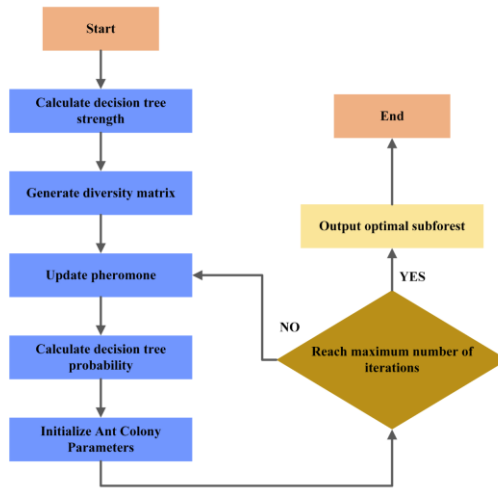 Start
Calculate decision tree
strength
Generate diversity matrix
Update pheromone
Calculate decision tree
probability
Initialize Ant Colony
Parameters
End
Output optimal subforest
YES
NO
Reach maximum number of
iterations